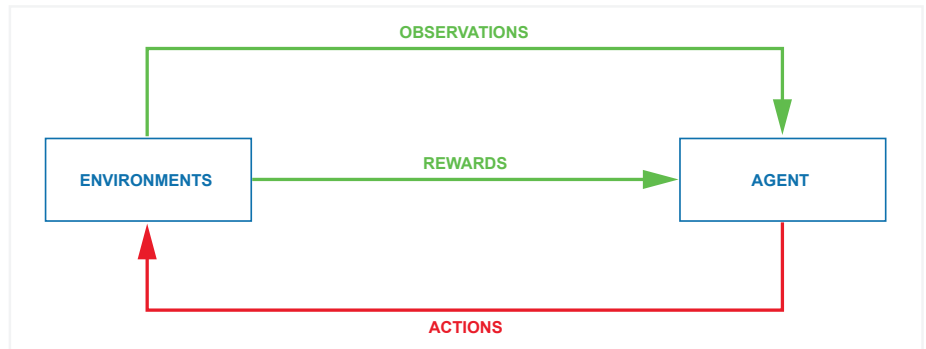 OBSERVATIONS
REWARDS
ENVIRONMENTS
AGENT
ACTIONS